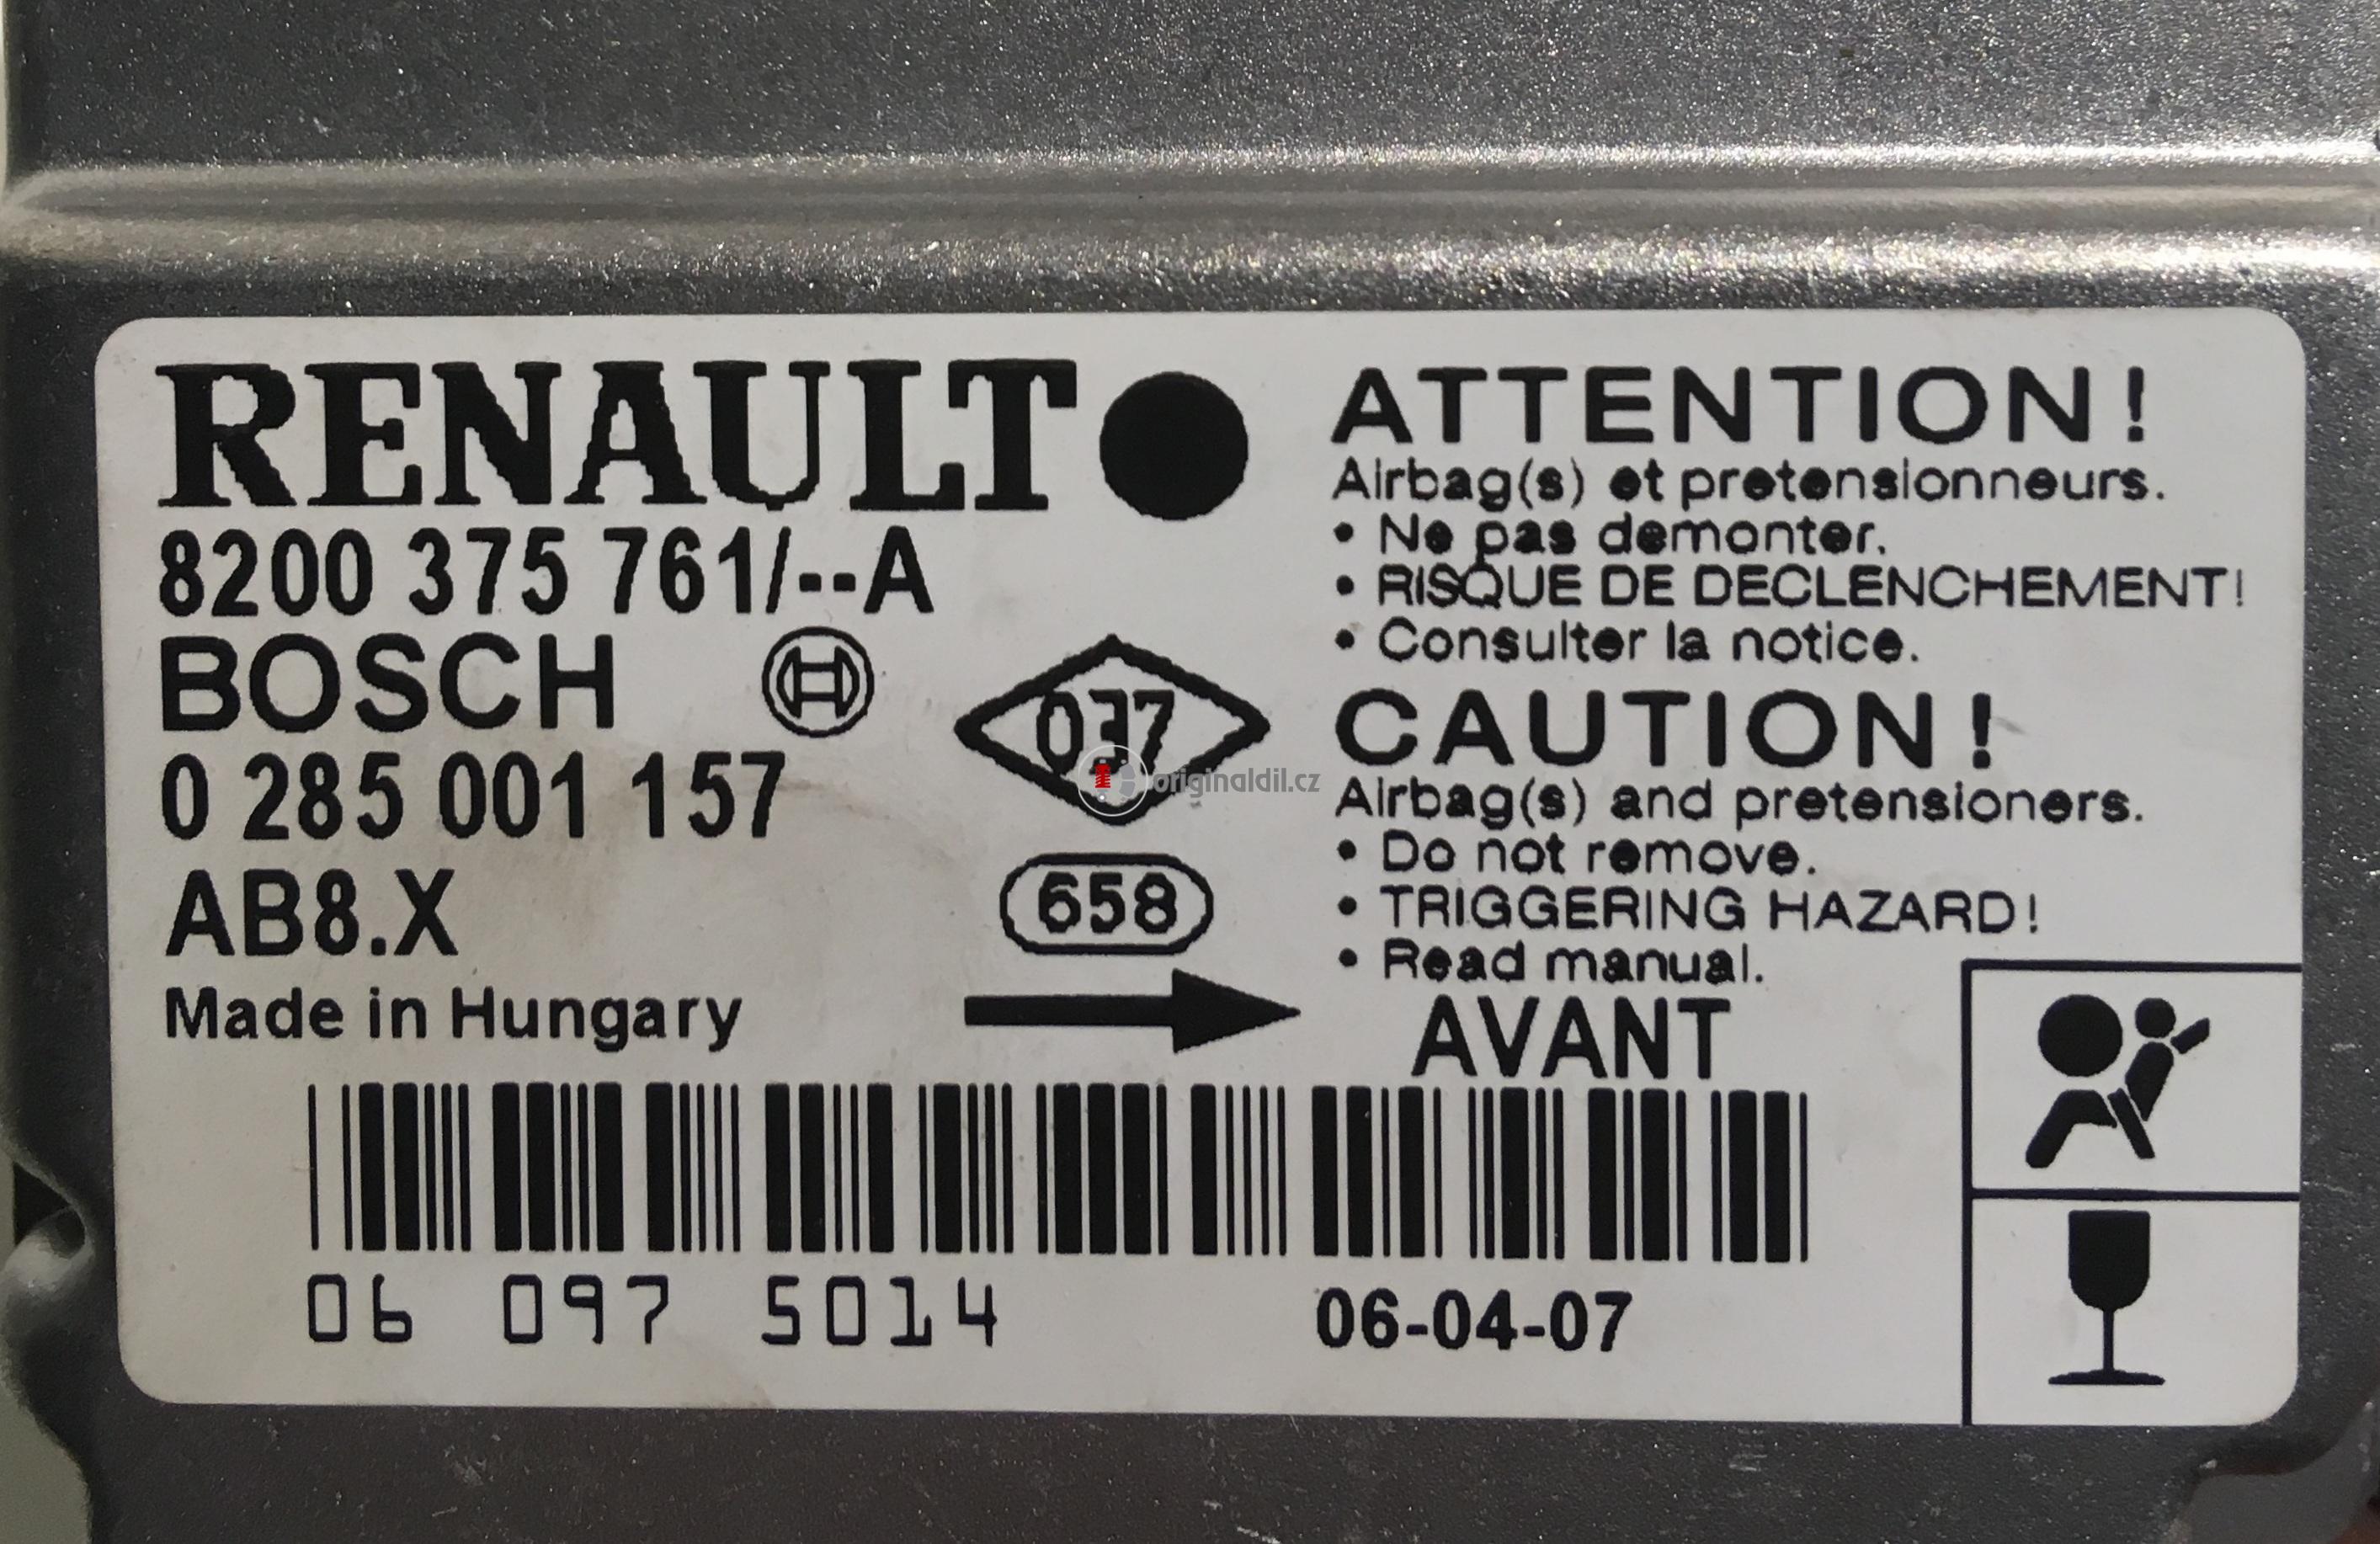 RENAULT
8200 375 761/--A
BOSCH
0 285 001 157
AB8.X
Made in Hungary
037
originaldil.cz
658
ATTENTION!
Airbag(s) et pretensionneurs.
• Ne pas demonter.
• RISQUE DE DECLENCHEMENT!
• Consulter la notice.
CAUTION!
Airbag(s) and pretensioners.
• Do not remove.
• TRIGGERING HAZARD!
• Read manual.
AVANT
06 097 5014
06-04-07